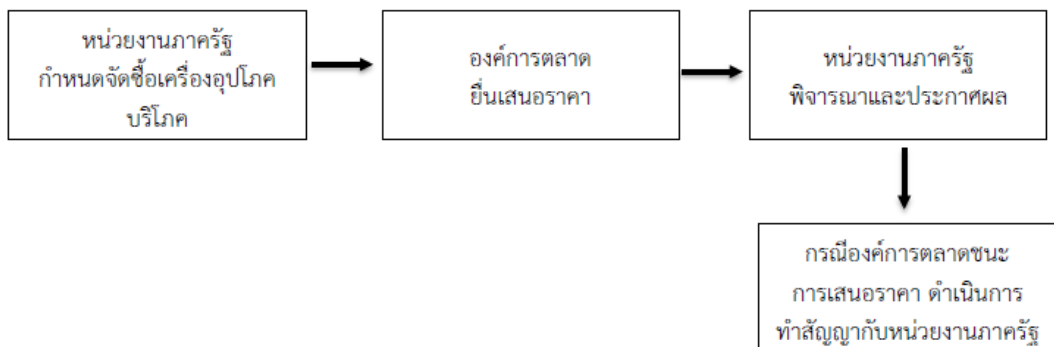 หน่วยงานภาครัฐ
กำหนดจัดซื้อเครื่องอุปโภค
บริโภค
องค์การตลาด
ยื่นเสนอราคา
หน่วยงานภาครัฐ
พิจารณาและประกาศผล
กรณีองค์การตลาดชนะ
การเสนอราคา ดำเนินการ
ทำสัญญากับหน่วยงานภาครัฐ